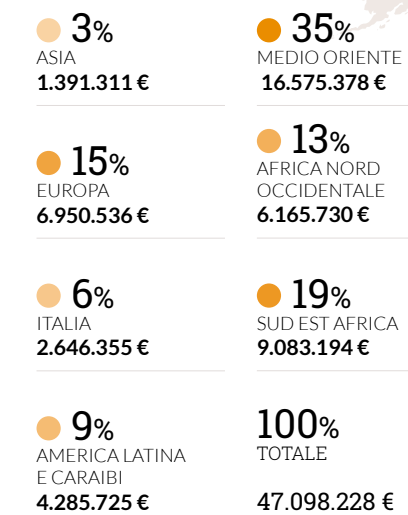 3%
ASIA
1.391.311 €
35%
MEDIO ORIENTE
16.575.378 €
15%
EUROPA
6.950.536 €
13%
AFRICA NORD
OCCIDENTALE
6.165.730 €
6%
ITALIA
2.646.355 €
19%
SUD EST AFRICA
9.083.194 €
9%
AMERICA LATINA
E CARAIBI
4.285.725 €
100%
TOTALE
47.098.228 €